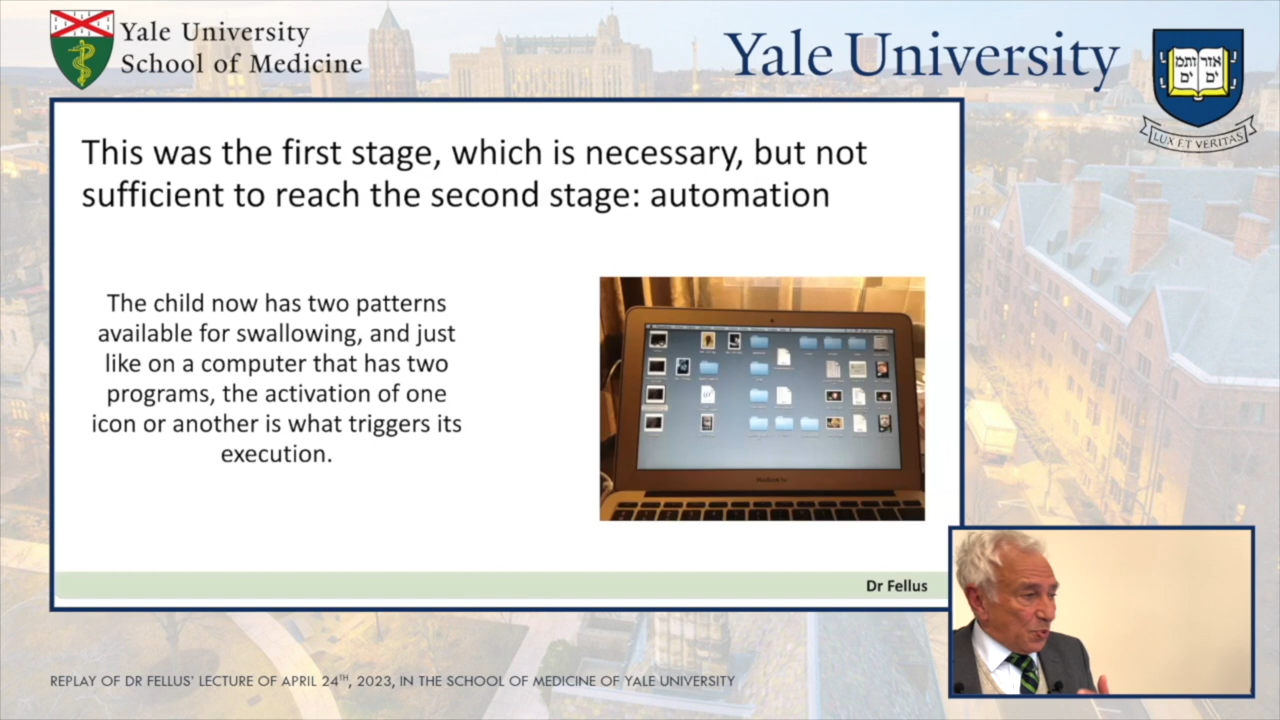 Yale University
School of Medicine
Yale University
אזר ותמ
ים ים
LUX ET VERITAS
This was the first stage, which is necessary, but not
sufficient to reach the second stage: automation
The child now has two patterns
available for swallowing, and just
like on a computer that has two
programs, the activation of one
icon or another is what triggers its
execution.
Dr Fellus
REPLAY OF DR FELLUS' LECTURE OF APRIL 24TH, 2023, IN THE SCHOOL OF MEDICINE OF YALE UNIVERSITY